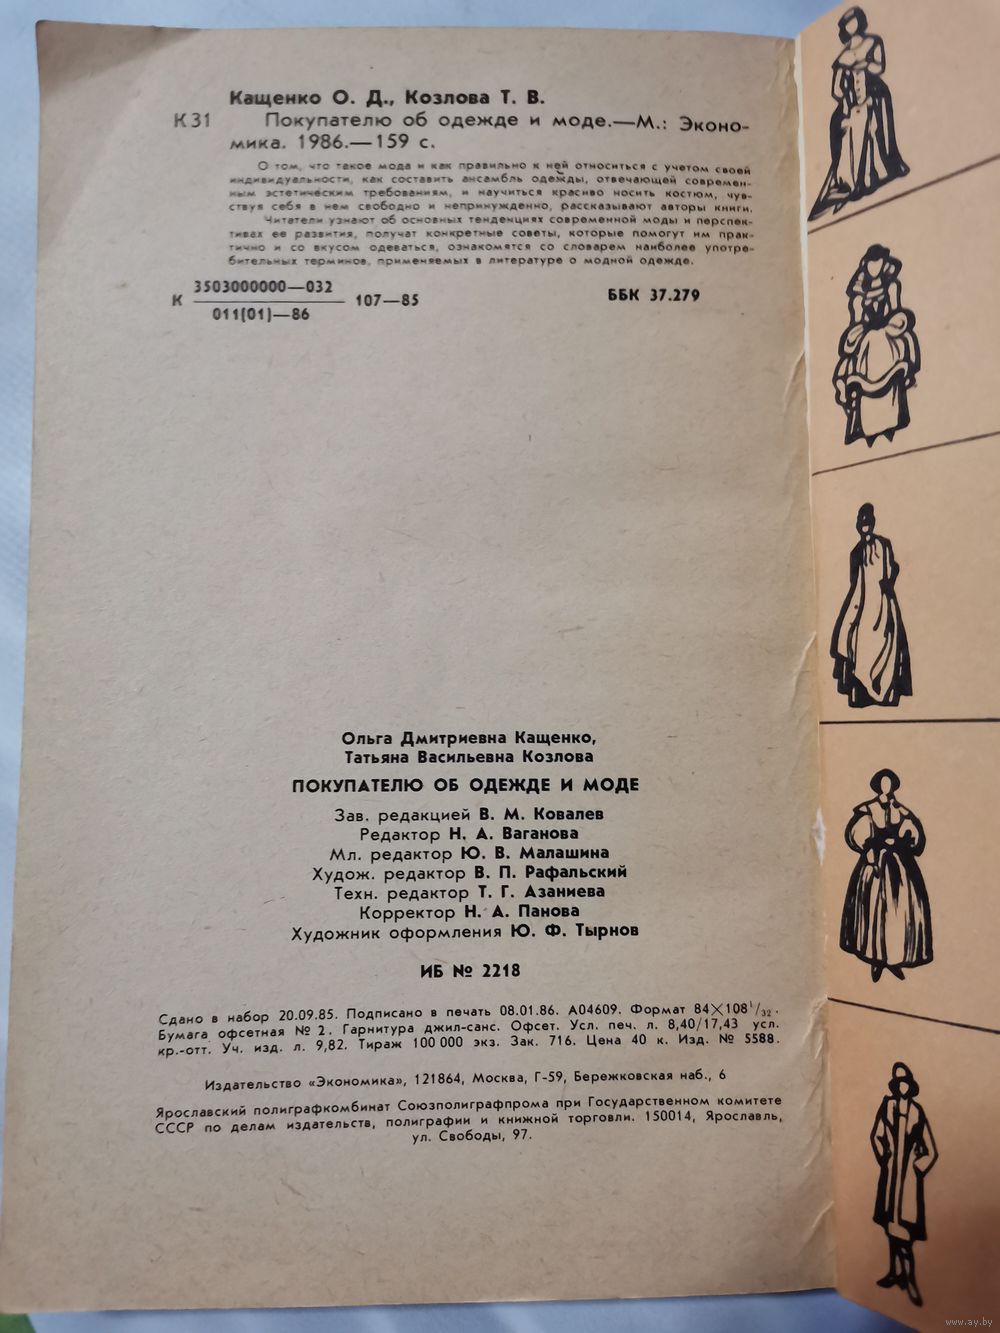 Кащенко О. Д., Козлова Т. В.
К 31 Покупателю об одежде и моде.—М.: Эконо-
мика. 1986.—159 с.
О том, что такое мода и как правильно к ней относиться с учетом своей
индивидуальности, как составить ансамбль одежды, отвечающей современ-
ным эстетическим требованиям, и научиться красиво носить костюм, чув-
ствуя себя в нем свободно и непринужденно, рассказывают авторы книги.
Читатели узнают об основных тенденциях современной моды и перспек-
тивах ее развития, получат конкретные советы, которые помогут им прак-
тично и со вкусом одеваться, ознакомятся со словарем наиболее употре-
бительных терминов, применяемых в литературе о модной одежде.
К 3503000000—032 107—85
011(01)—86
ББК 37.279
Ольга Дмитриевна Кащенко,
Татьяна Васильевна Козлова
ПОКУПАТЕЛЮ ОБ ОДЕЖДЕ И МОДЕ
Зав. редакцией В. М. Ковалев
Редактор Н. А. Ваганова
Мл. редактор Ю. В. Малашина
Худож. редактор В. П. Рафальский
Техн. редактор Т. Г. Азаниева
Корректор Н. А. Панова
Художник оформления Ю. Ф. Тырнов
ИБ № 2218
Сдано в набор 20.09.85. Подписано в печать 08.01.86. А04609. Формат 84×108¹/₃₂.
Бумага офсетная № 2. Гарнитура джил-санс. Офсет. Усл. печ. л. 8,40/17,43 усл.
кр.-отт. Уч. изд. л. 9,82. Тираж 100 000 экз. Зак. 716. Цена 40 к. Изд. № 5588.
Издательство «Экономика», 121864, Москва, Г-59, Бережковская наб., 6
Ярославский полиграфкомбинат Союзполиграфпрома при Государственном комитете
СССР по делам издательств, полиграфии и книжной торговли. 150014, Ярославль,
ул. Свободы, 97.
www.ay.by